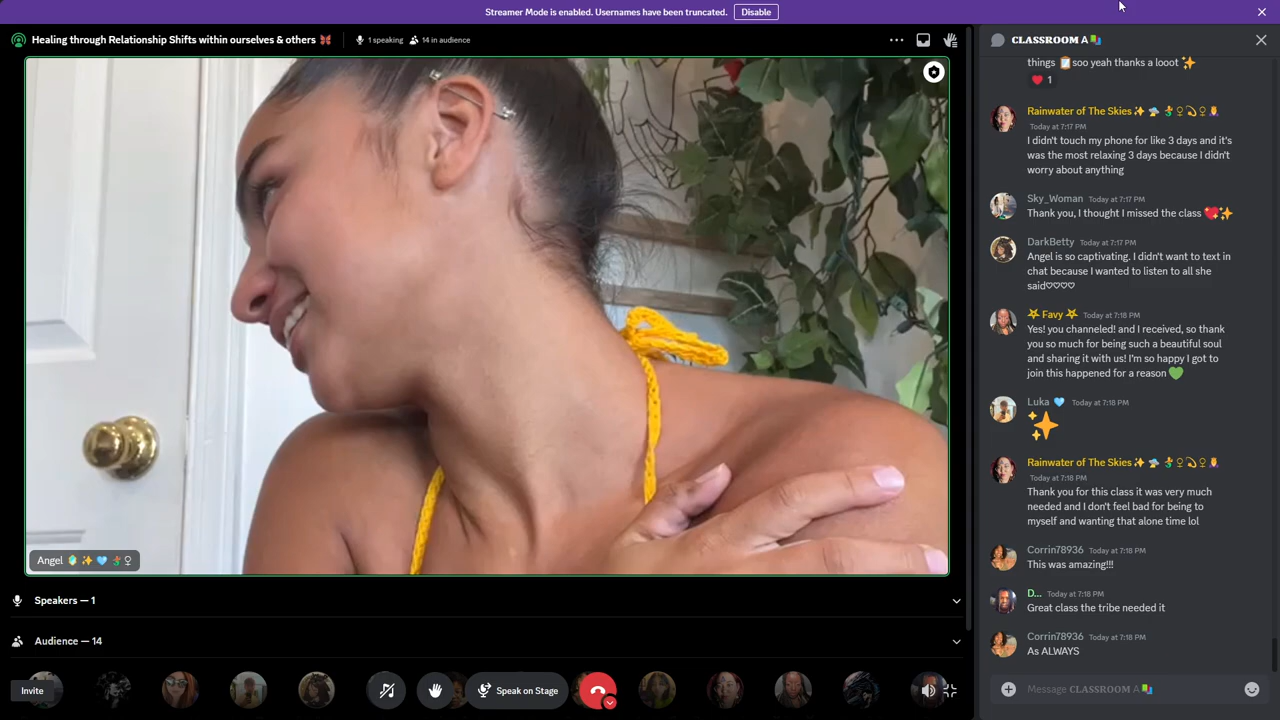 Streamer Mode is enabled. Usernames have been truncated. Disable
Healing through Relationship Shifts within ourselves & others 🦋 1 speaking 14 in audience
Angel
Speakers — 1
Audience — 14
Invite
Speak on Stage
CLASSROOM A
things 📋soo yeah thanks a looot ✨
❤️ 1
Rainwater of The Skies
Today at 7:17 PM
I didn't touch my phone for like 3 days and it's
was the most relaxing 3 days because I didn't
worry about anything
Sky_Woman Today at 7:17 PM
Thank you, I thought I missed the class 💖✨
DarkBetty Today at 7:17 PM
Angel is so captivating. I didn't want to text in
chat because I wanted to listen to all she
said♡♡♡♡
Favy Today at 7:18 PM
Yes! you channeled! and I received, so thank
you so much for being such a beautiful soul
and sharing it with us! I'm so happy I got to
join this happened for a reason 💚
Luka 🩵 Today at 7:18 PM
✨
Rainwater of The Skies
Today at 7:18 PM
Thank you for this class it was very much
needed and I don't feel bad for being to
myself and wanting that alone time lol
Corrin78936 Today at 7:18 PM
This was amazing!!!
D... Today at 7:18 PM
Great class the tribe needed it
Corrin78936 Today at 7:18 PM
As ALWAYS
Message CLASSROOM A